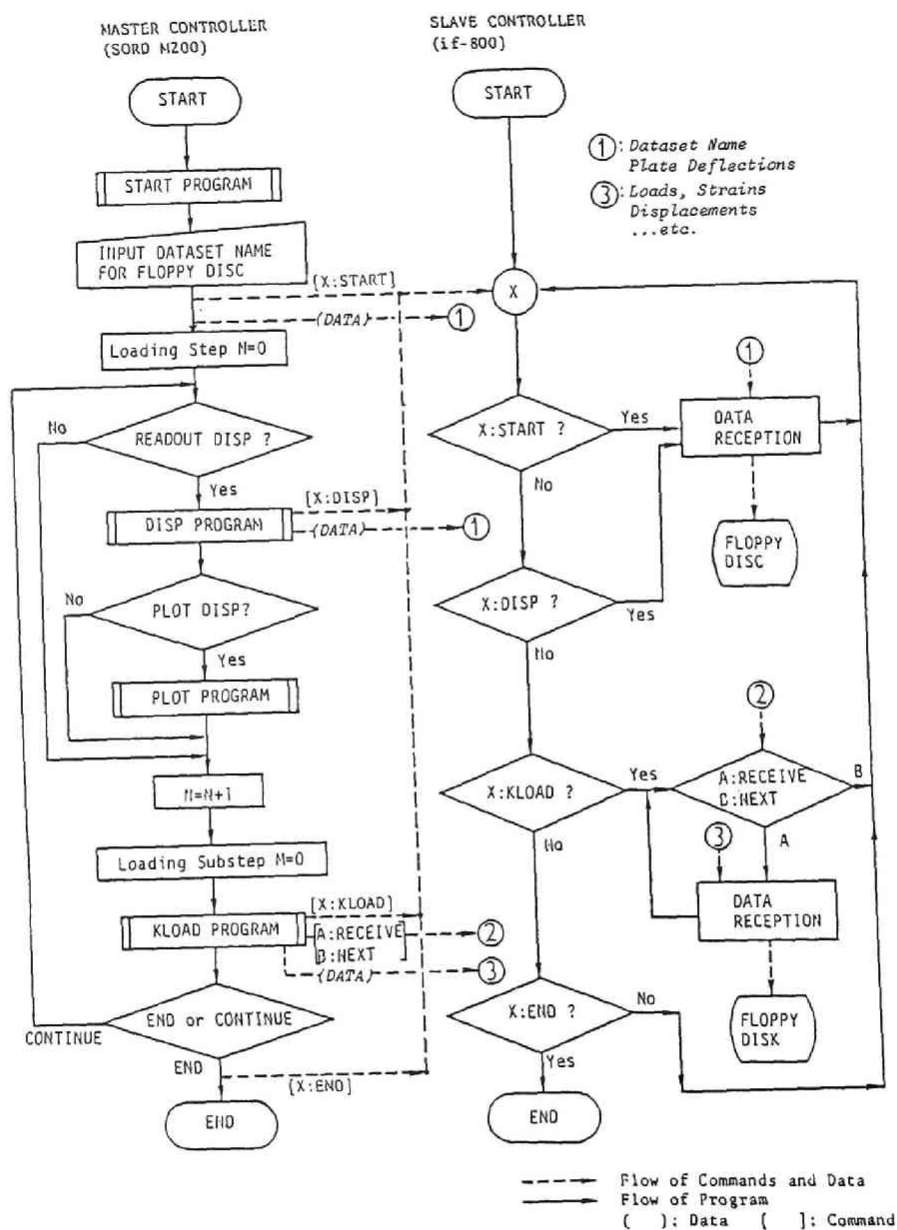 MASTER CONTROLLER
(SORD M200)
START
START PROGRAM
INPUT DATASET NAME
FOR FLOPPY DISC
[X:START]
(DATA)
1
Loading Step N=0
READOUT DISP ?
No
Yes
[X:DISP]
DISP PROGRAM
(DATA)
1
PLOT DISP?
No
Yes
PLOT PROGRAM
N=N+1
Loading Substep M=0
[X:KLOAD]
KLOAD PROGRAM
A:RECEIVE
B:NEXT
2
(DATA)
3
END or CONTINUE
CONTINUE
END
[X:END]
END
SLAVE CONTROLLER
(if-800)
START
1: Dataset Name
Plate Deflections
3: Loads, Strains
Displacements
...etc.
X
1
X:START ?
Yes
DATA
RECEPTION
No
FLOPPY
DISC
X:DISP ?
Yes
No
2
X:KLOAD ?
Yes
A:RECEIVE
B:NEXT
B
No
3
A
DATA
RECEPTION
X:END ?
No
FLOPPY
DISK
Yes
END
Flow of Commands and Data
Flow of Program
( ): Data [ ]: Command